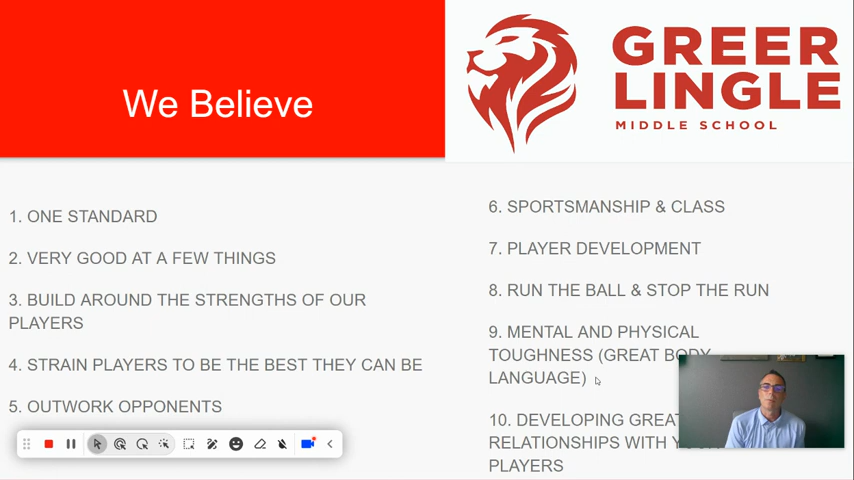 We Believe
GREER
LINGLE
MIDDLE SCHOOL
1. ONE STANDARD
2. VERY GOOD AT A FEW THINGS
3. BUILD AROUND THE STRENGTHS OF OUR
PLAYERS
4. STRAIN PLAYERS TO BE THE BEST THEY CAN BE
5. OUTWORK OPPONENTS
6. SPORTSMANSHIP & CLASS
7. PLAYER DEVELOPMENT
8. RUN THE BALL & STOP THE RUN
9. MENTAL AND PHYSICAL
TOUGHNESS (GREAT BODY
LANGUAGE)
10. DEVELOPING GREAT
RELATIONSHIPS WITH
PLAYERS